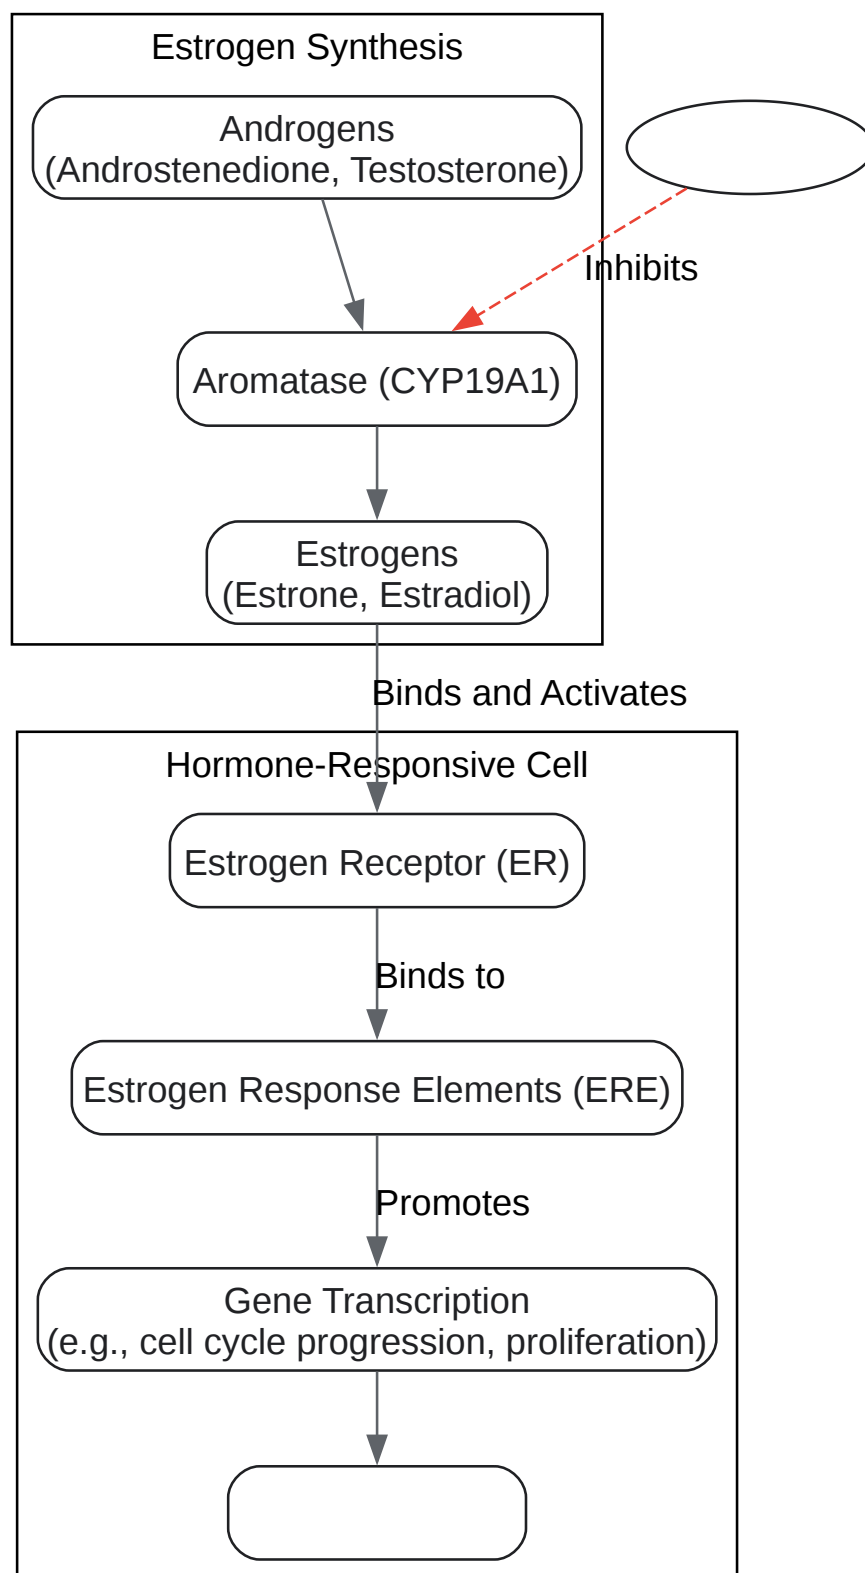 Estrogen Synthesis
Androgens
(Androstenedione, Testosterone)
Inhibits
Aromatase (CYP19A1)
Estrogens
(Estrone, Estradiol)
Binds and Activates
Hormone-Responsive Cell
Estrogen Receptor (ER)
Binds to
Estrogen Response Elements (ERE)
Promotes
Gene Transcription
(e.g., cell cycle progression, proliferation)